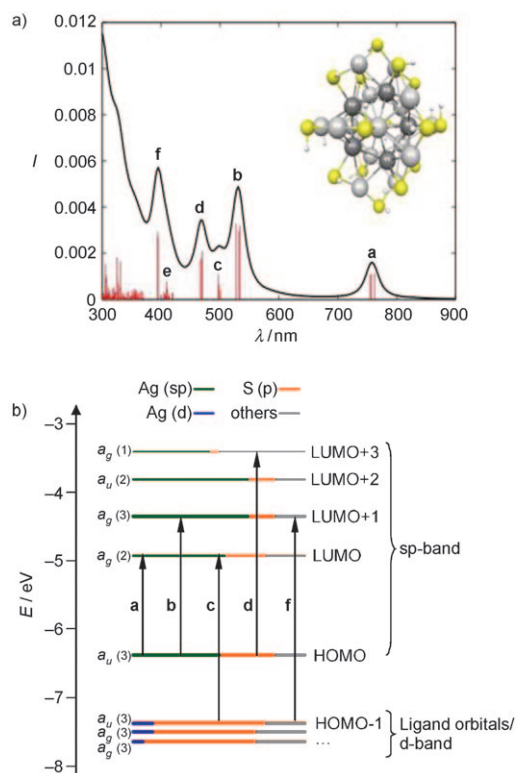 a)
0.012
0.01
0.008
0.006
0.004
0.002
0
I
f
d
b
e
c
a
300 400 500 600 700 800 900
λ / nm
b)
Ag (sp) S (p)
Ag (d) others
−3
−4
−5
−6
−7
−8
E / eV
a_g (1) LUMO+3
a_u (2) LUMO+2
a_g (3) LUMO+1
a_g (2) LUMO
sp-band
a b c d f
a_u (3) HOMO
a_u (3) HOMO-1
a_g (3)
a_g (3) ...
Ligand orbitals/
d-band